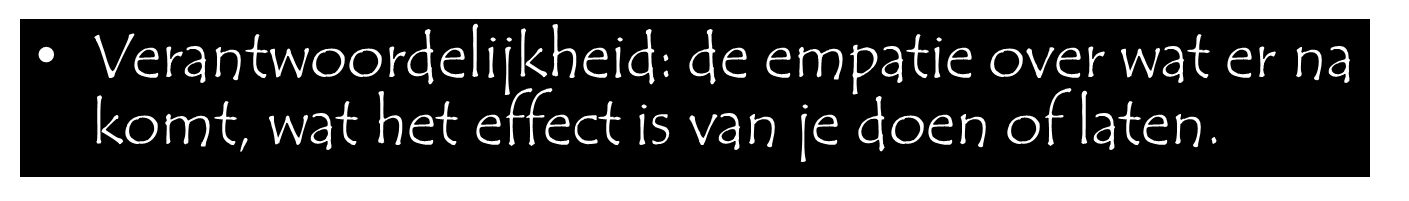 • Verantwoordelijkheid: de empatie over wat er na
komt, wat het effect is van je doen of laten.